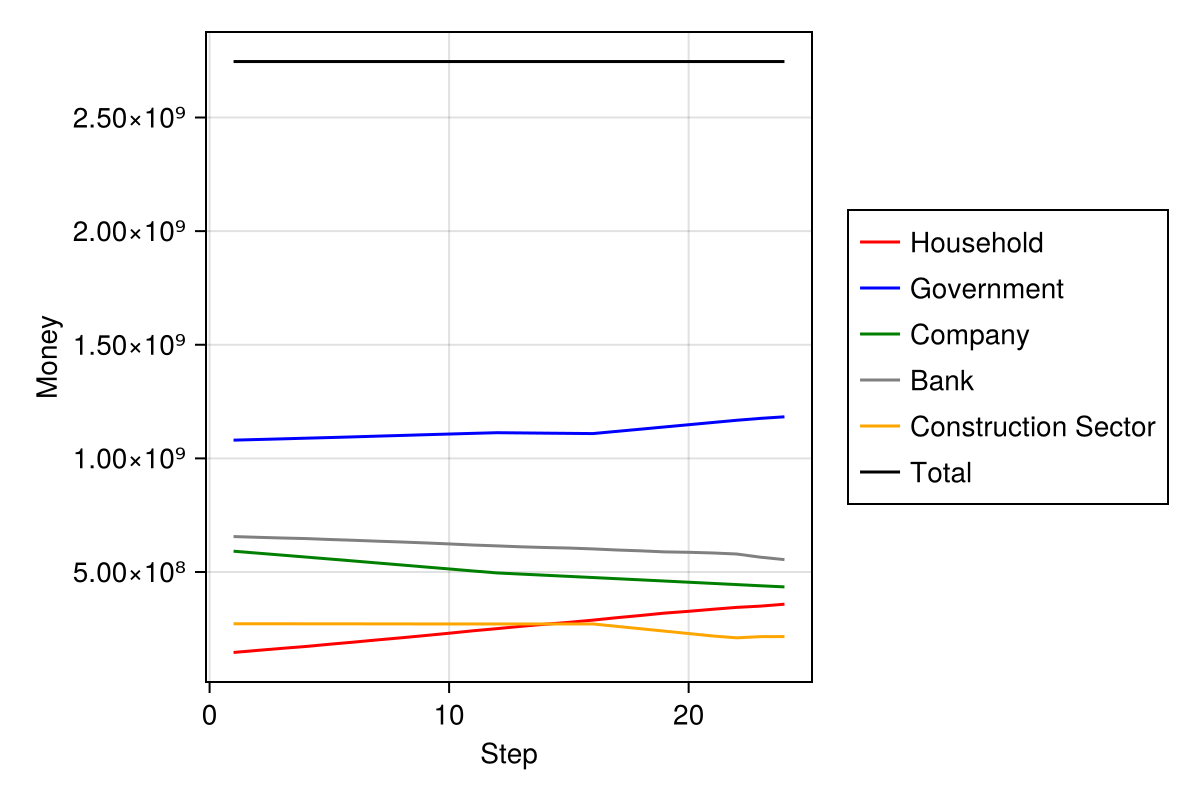 2.50×10⁹
2.00×10⁹
1.50×10⁹
1.00×10⁹
5.00×10⁸
Money
0 10 20
Step
Household
Government
Company
Bank
Construction Sector
Total